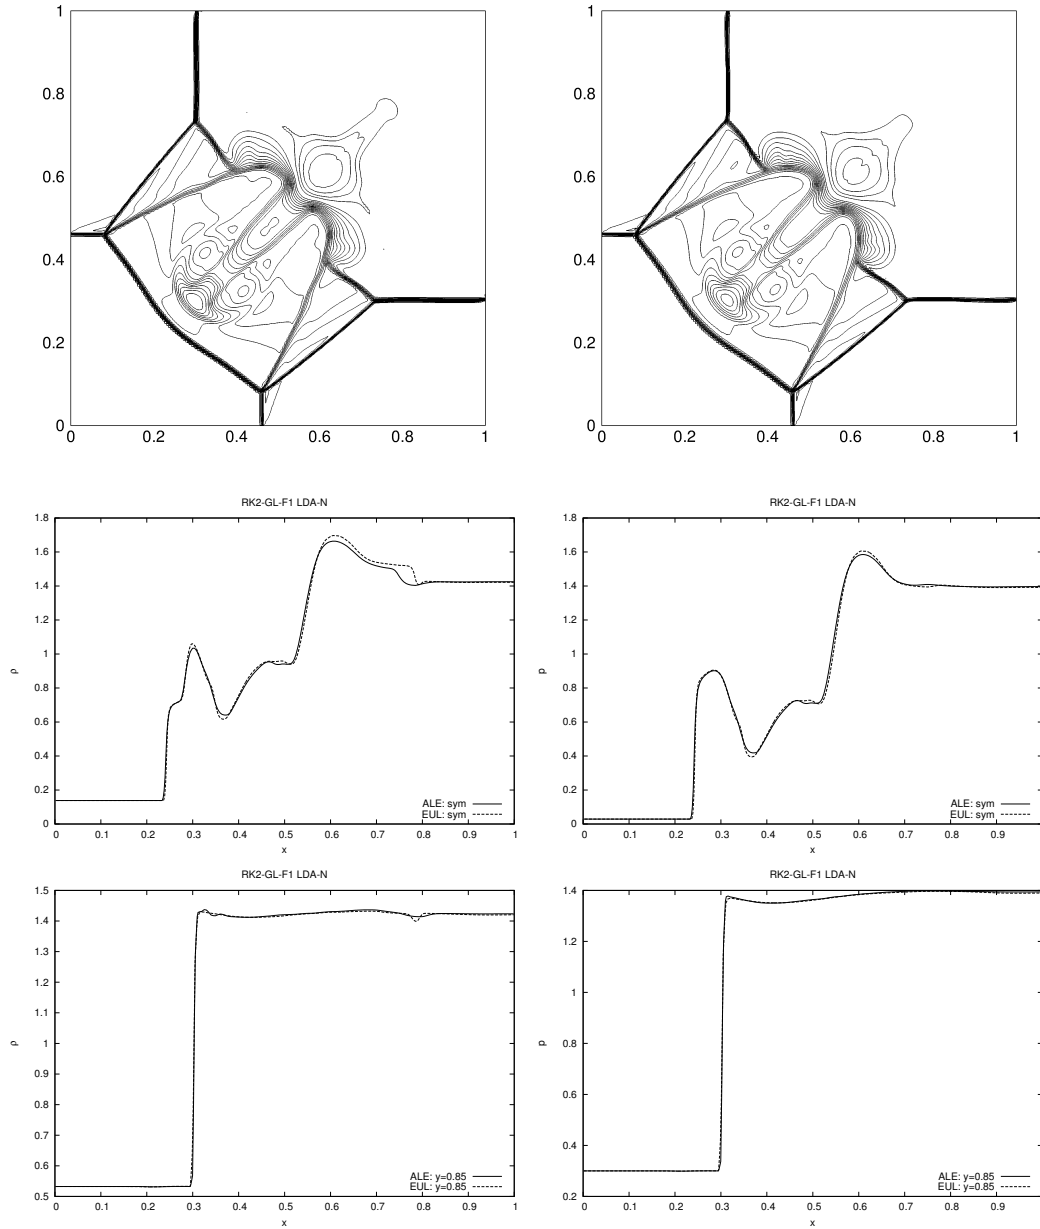 1
0.8
0.6
0.4
0.2
0
0 0.2 0.4 0.6 0.8 1
1
0.8
0.6
0.4
0.2
0
0 0.2 0.4 0.6 0.8 1
RK2-GL-F1 LDA-N
1.8
1.6
1.4
1.2
1
0.8
0.6
0.4
0.2
0
ρ
0 0.1 0.2 0.3 0.4 0.5 0.6 0.7 0.8 0.9 1
x
ALE: sym
EUL: sym
RK2-GL-F1 LDA-N
1.8
1.6
1.4
1.2
1
0.8
0.6
0.4
0.2
0
p
0 0.1 0.2 0.3 0.4 0.5 0.6 0.7 0.8 0.9
x
ALE: sym
EUL: sym
RK2-GL-F1 LDA-N
1.5
1.4
1.3
1.2
1.1
1
0.9
0.8
0.7
0.6
0.5
ρ
0 0.1 0.2 0.3 0.4 0.5 0.6 0.7 0.8 0.9 1
x
ALE: y=0.85
EUL: y=0.85
RK2-GL-F1 LDA-N
1.4
1.2
1
0.8
0.6
0.4
0.2
p
0 0.1 0.2 0.3 0.4 0.5 0.6 0.7 0.8 0.9
x
ALE: y=0.85
EUL: y=0.85